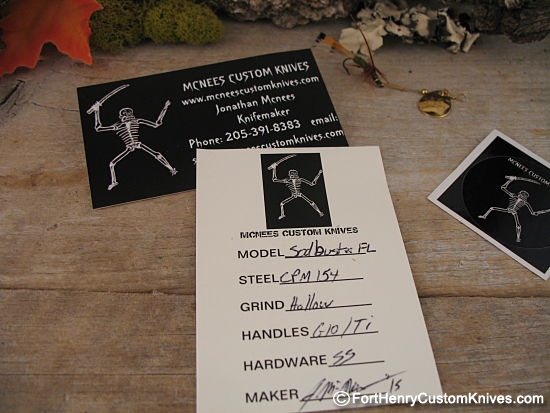 MCNEES CUSTOM KNIVES
www.mcneescustomknives.com
Jonathan Mcnees
Knifemaker
Phone: 205-391-8383 email:
mcneescustomknives.com
MCNEES CUSTOM KNIVES
MODEL Sodbuster FL
STEEL CPM 154
GRIND Hollow
HANDLES G10/Ti
HARDWARE SS
MAKER '15
MCNEES CUSTOM
©FortHenryCustomKnives.com